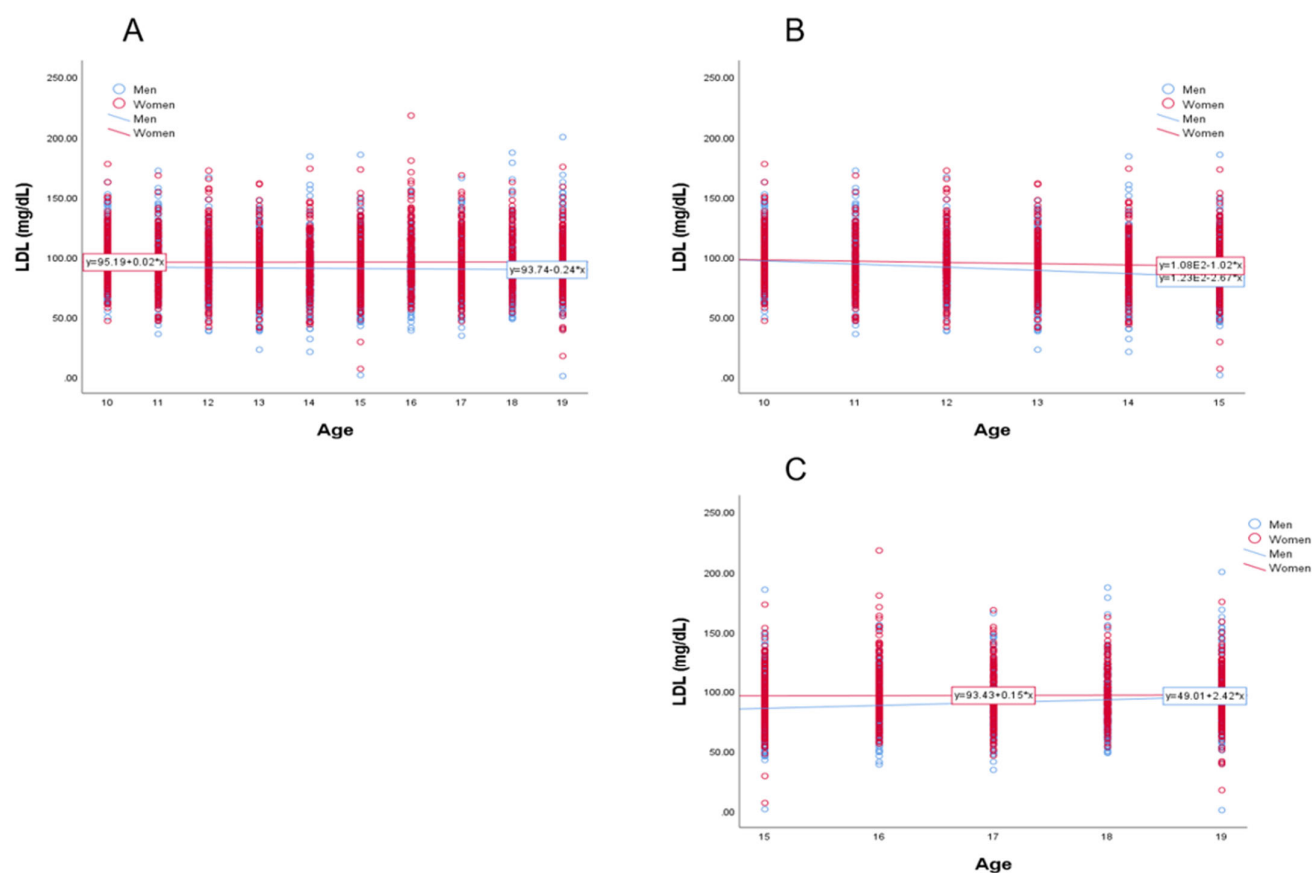 A
250.00
200.00
150.00
100.00
50.00
.00
LDL (mg/dL)
Men
Women
Men
Women
y=95.19+0.02*x
y=93.74-0.24*x
10 11 12 13 14 15 16 17 18 19
Age
B
250.00
200.00
150.00
100.00
50.00
.00
LDL (mg/dL)
Men
Women
Men
Women
y=1.08E2-1.02*x
y=1.23E2-2.67*x
10 11 12 13 14 15
Age
C
250.00
200.00
150.00
100.00
50.00
.00
LDL (mg/dL)
Men
Women
Men
Women
y=93.43+0.15*x
y=49.01+2.42*x
15 16 17 18 19
Age